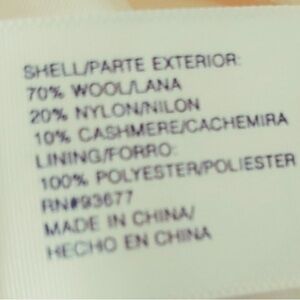 SHELL/PARTE EXTERIOR:
70% WOOL/LANA
20% NYLON/NILON
10% CASHMERE/CACHEMIRA
LINING/FORRO:
100% POLYESTER/POLIESTER
RN#93677
MADE IN CHINA/
HECHO EN CHINA